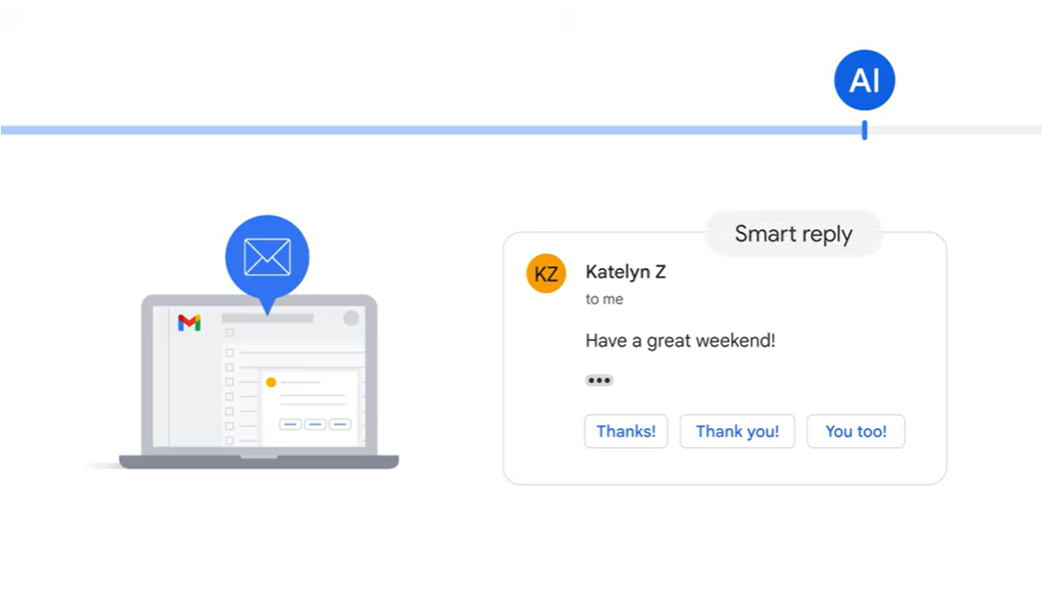 AI
Smart reply
KZ
Katelyn Z
to me
Have a great weekend!
Thanks! Thank you! You too!